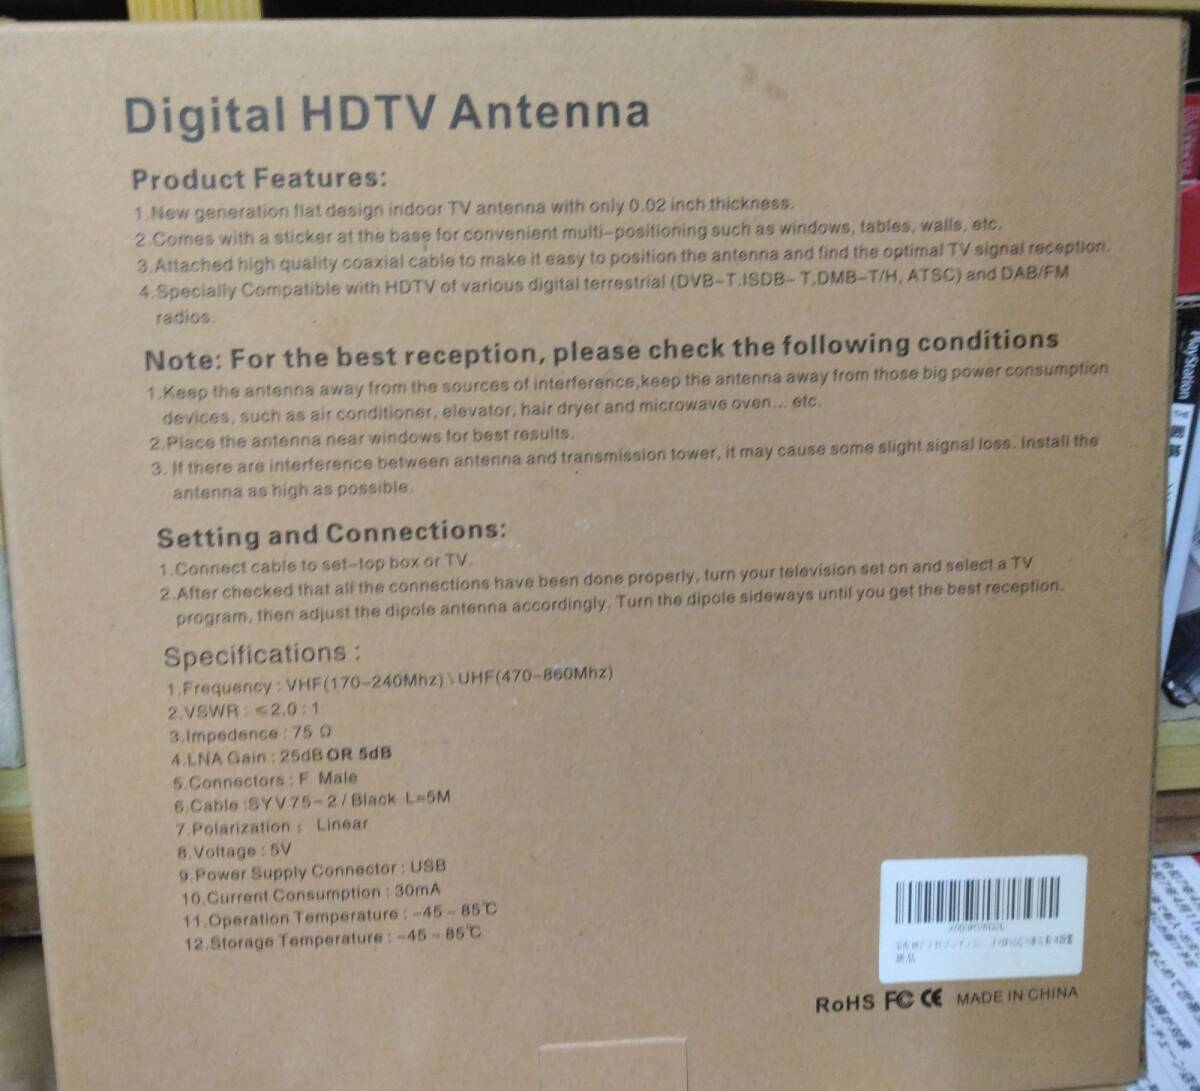 Digital HDTV Antenna
Product Features:
1.New generation flat design indoor TV antenna with only 0.02 inch thickness.
2.Comes with a sticker at the base for convenient multi-positioning such as windows, tables, walls, etc.
3.Attached high quality coaxial cable to make it easy to position the antenna and find the optimal TV signal reception.
4.Specially Compatible with HDTV of various digital terrestrial (DVB-T.ISDB- T,DMB-T/H, ATSC) and DAB/FM
radios.
Note: For the best reception, please check the following conditions
1.Keep the antenna away from the sources of interference,keep the antenna away from those big power consumption
devices, such as air conditioner, elevator, hair dryer and microwave oven... etc.
2.Place the antenna near windows for best results.
3. If there are interference between antenna and transmission tower, it may cause some slight signal loss. Install the
antenna as high as possible.
Setting and Connections:
1.Connect cable to set-top box or TV.
2.After checked that all the connections have been done properly, turn your television set on and select a TV
program, then adjust the dipole antenna accordingly. Turn the dipole sideways until you get the best reception.
Specifications :
1.Frequency : VHF(170-240Mhz) \ UHF(470-860Mhz)
2.VSWR : ≤2.0 : 1
3.Impedence : 75 Ω
4.LNA Gain : 25dB OR 5dB
5.Connectors : F Male
6.Cable :SYV75-2 / Black L=5M
7.Polarization : Linear
8.Voltage : 5V
9.Power Supply Connector : USB
10.Current Consumption : 30mA
11.Operation Temperature : -45 ~ 85℃
12.Storage Temperature : -45 ~ 85℃
新品
RoHS FC CE MADE IN CHINA
PlayStation